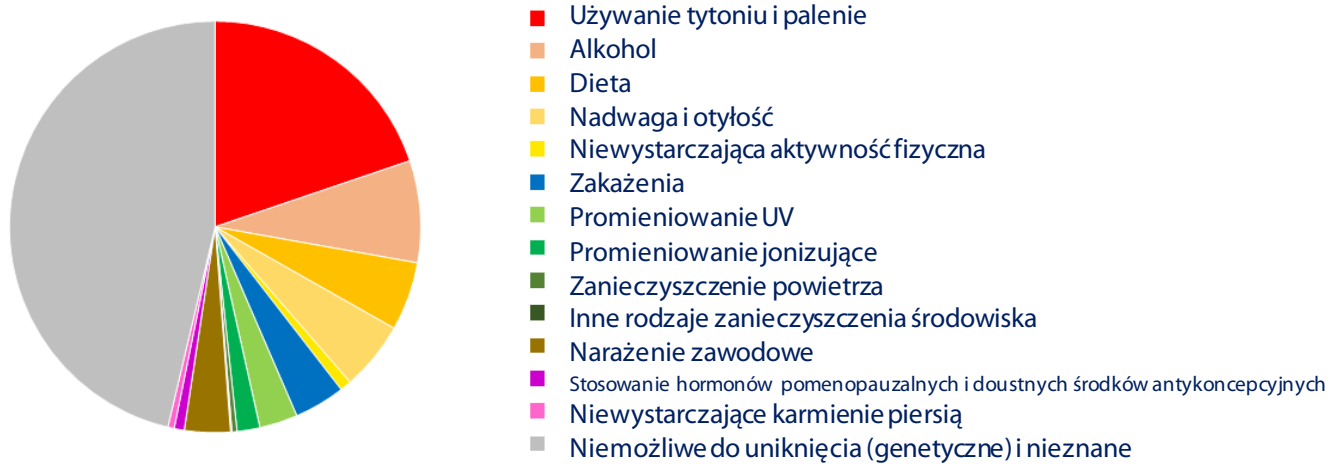 Używanie tytoniu i palenie
Alkohol
Dieta
Nadwaga i otyłość
Niewystarczająca aktywność fizyczna
Zakażenia
Promieniowanie UV
Promieniowanie jonizujące
Zanieczyszczenie powietrza
Inne rodzaje zanieczyszczenia środowiska
Narażenie zawodowe
Stosowanie hormonów pomenopauzalnych i doustnych środków antykoncepcyjnych
Niewystarczające karmienie piersią
Niemożliwe do uniknięcia (genetyczne) i nieznane